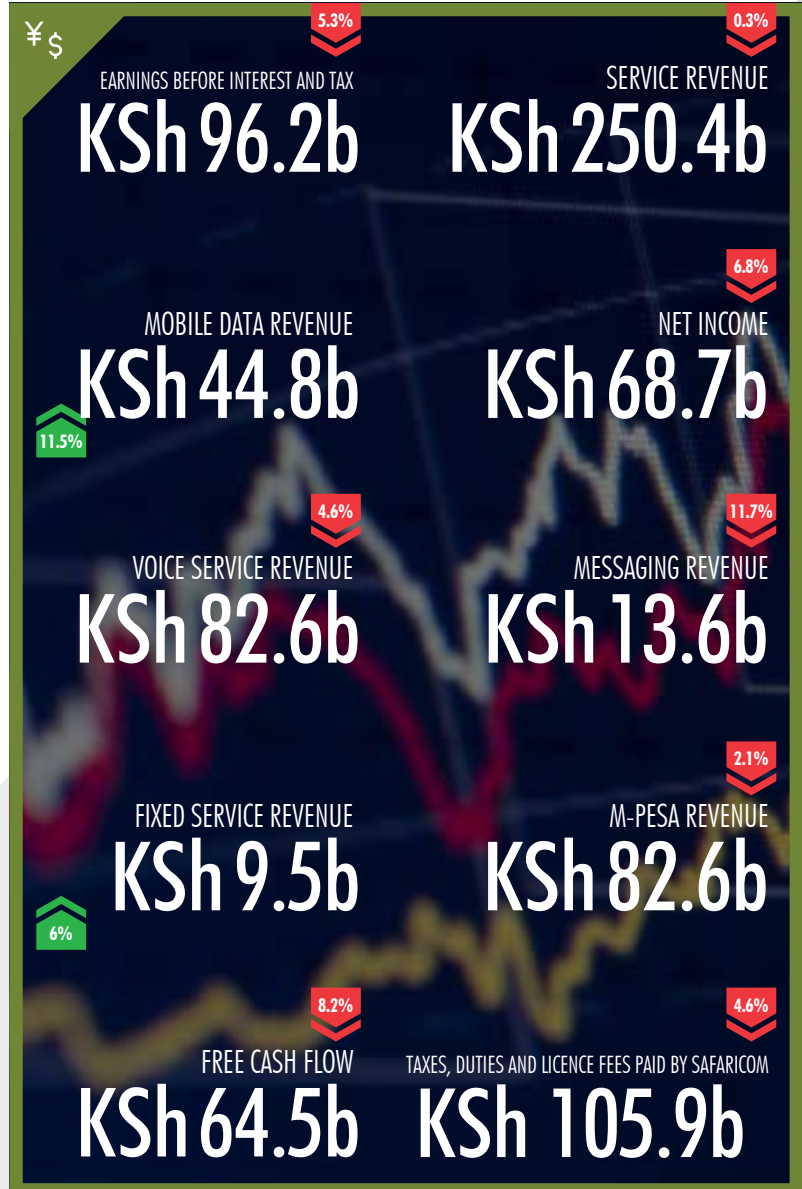 ¥$
5.3%
EARNINGS BEFORE INTEREST AND TAX
KSh 96.2b
0.3%
SERVICE REVENUE
KSh 250.4b
MOBILE DATA REVENUE
KSh 44.8b
11.5%
6.8%
NET INCOME
KSh 68.7b
4.6%
VOICE SERVICE REVENUE
KSh 82.6b
11.7%
MESSAGING REVENUE
KSh 13.6b
FIXED SERVICE REVENUE
KSh 9.5b
6%
2.1%
M-PESA REVENUE
KSh 82.6b
8.2%
FREE CASH FLOW
KSh 64.5b
4.6%
TAXES, DUTIES AND LICENCE FEES PAID BY SAFARICOM
KSh 105.9b